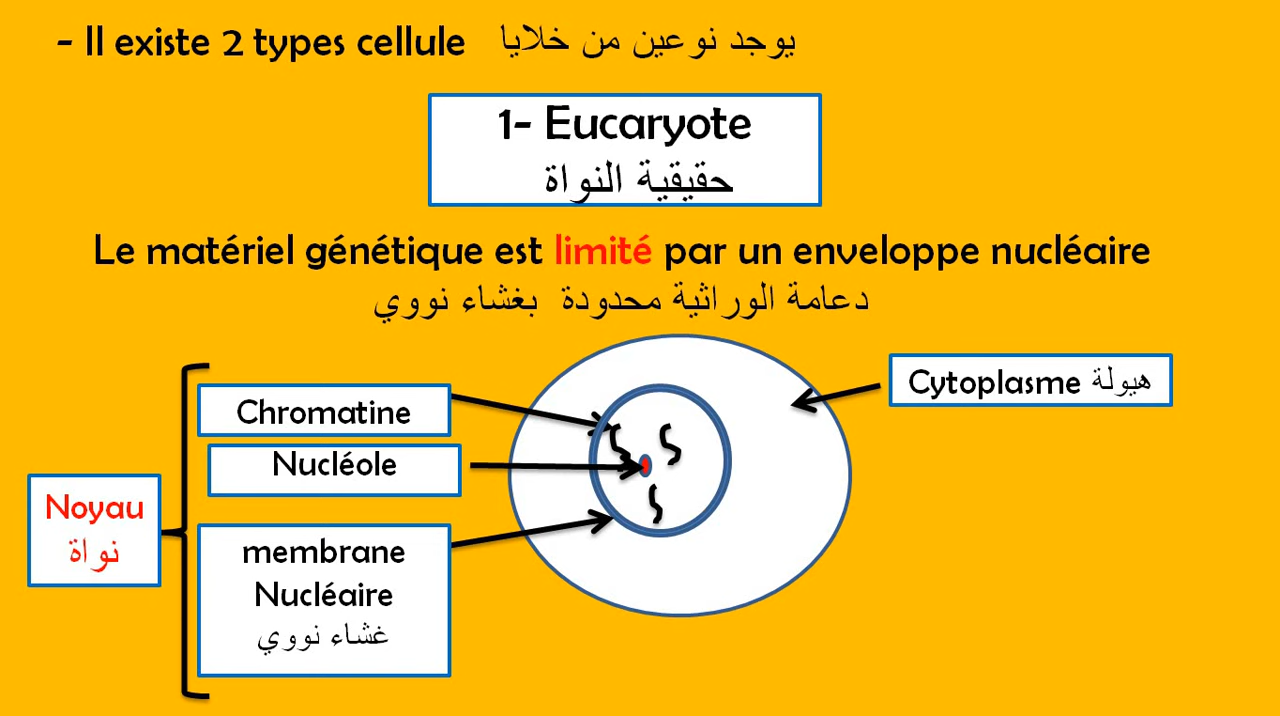 - Il existe 2 types cellule يوجد نوعين من خلايا
1- Eucaryote
حقيقية النواة
Le matériel génétique est limité par un enveloppe nucléaire
دعامة الوراثية محدودة بغشاء نووي
Cytoplasme هيولة
Chromatine
Nucléole
Noyau
نواة
membrane
Nucléaire
غشاء نووي